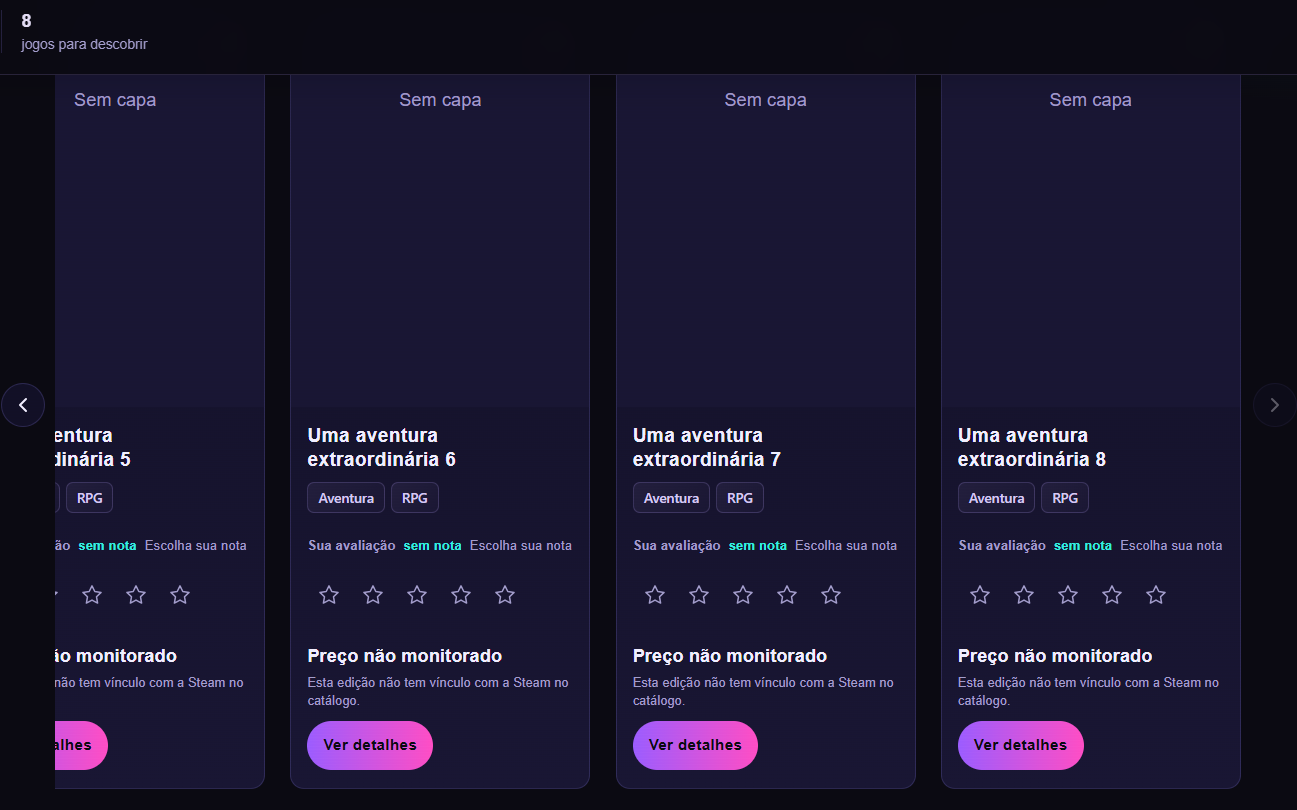 8
jogos para descobrir
Sem capa
entura
dinária 5
RPG
ão sem nota Escolha sua nota
ão monitorado
não tem vínculo com a Steam no
alhes
Sem capa
Uma aventura
extraordinária 6
Aventura RPG
Sua avaliação sem nota Escolha sua nota
Preço não monitorado
Esta edição não tem vínculo com a Steam no
catálogo.
Ver detalhes
Sem capa
Uma aventura
extraordinária 7
Aventura RPG
Sua avaliação sem nota Escolha sua nota
Preço não monitorado
Esta edição não tem vínculo com a Steam no
catálogo.
Ver detalhes
Sem capa
Uma aventura
extraordinária 8
Aventura RPG
Sua avaliação sem nota Escolha sua nota
Preço não monitorado
Esta edição não tem vínculo com a Steam no
catálogo.
Ver detalhes